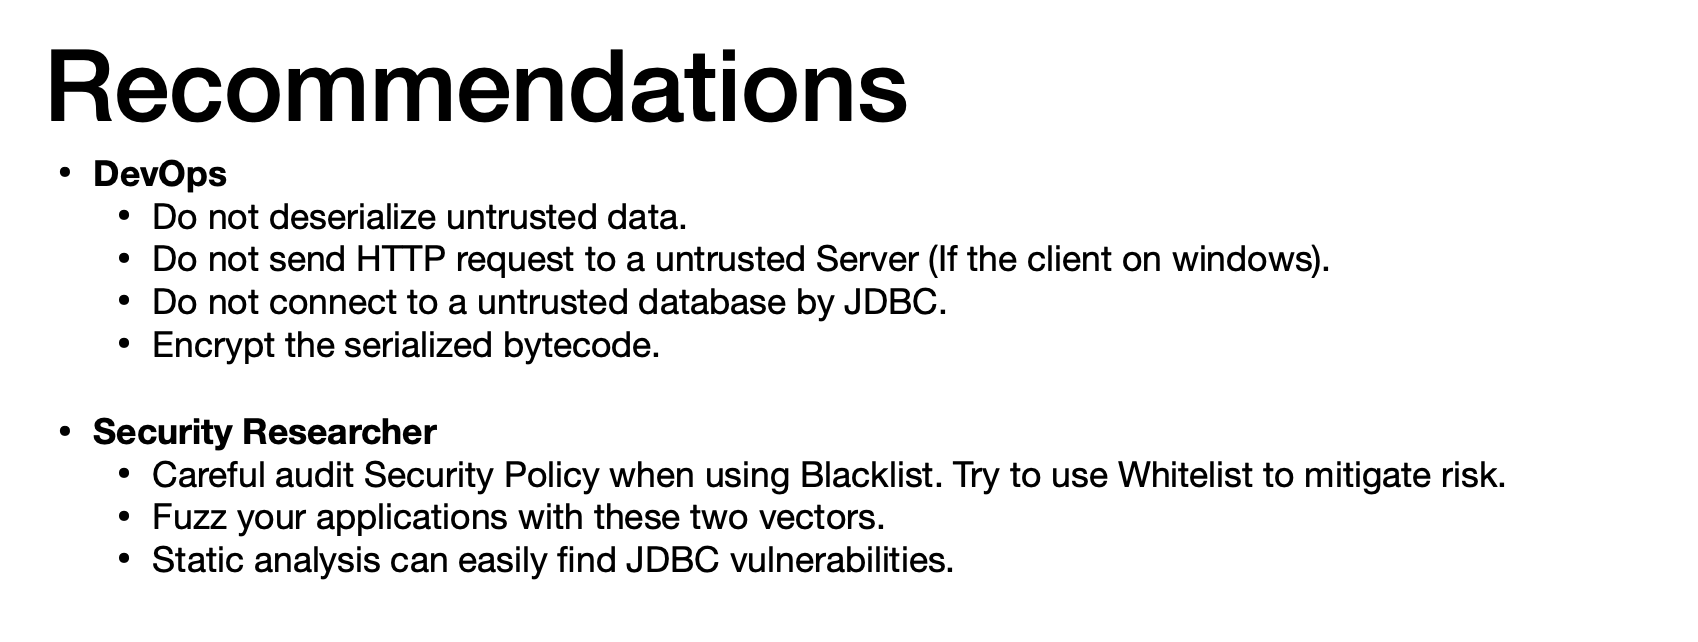 Recommendations
• DevOps
• Do not deserialize untrusted data.
• Do not send HTTP request to a untrusted Server (If the client on windows).
• Do not connect to a untrusted database by JDBC.
• Encrypt the serialized bytecode.
• Security Researcher
• Careful audit Security Policy when using Blacklist. Try to use Whitelist to mitigate risk.
• Fuzz your applications with these two vectors.
• Static analysis can easily find JDBC vulnerabilities.